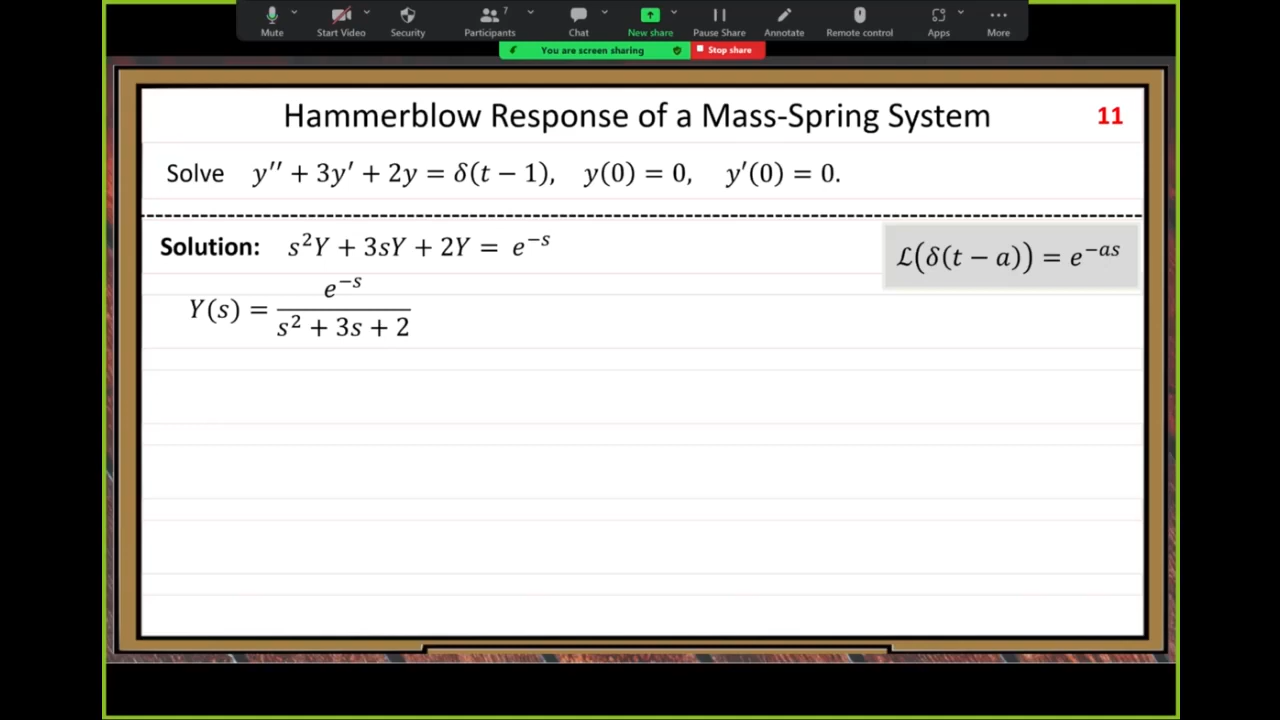 Mute Start Video Security Participants 7 Chat New share Pause Share Annotate Remote control Apps More
You are screen sharing Stop share
Hammerblow Response of a Mass-Spring System 11
Solve y′′ + 3y′ + 2y = δ(t − 1), y(0) = 0, y′(0) = 0.
Solution: s²Y + 3sY + 2Y = e⁻ˢ
ℒ(δ(t − a)) = e⁻ᵃˢ
Y(s) = e⁻ˢ / (s² + 3s + 2)